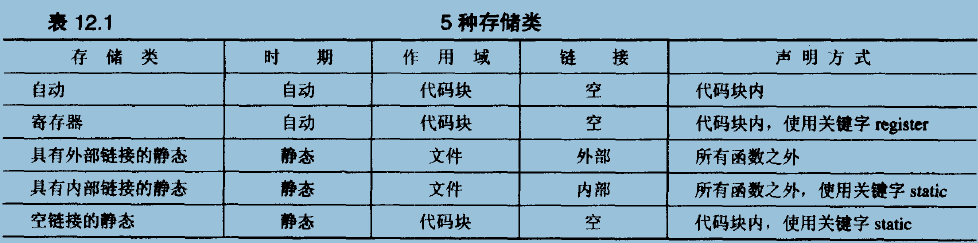 表 12.1 5 种存储类
存 储 类 时 期 作 用 域 链 接 声 明 方 式
自动 自动 代码块 空 代码块内
寄存器 自动 代码块 空 代码块内，使用关键字 register
具有外部链接的静态 静态 文件 外部 所有函数之外
具有内部链接的静态 静态 文件 内部 所有函数之外，使用关键字 static
空链接的静态 静态 代码块 空 代码块内，使用关键字 static